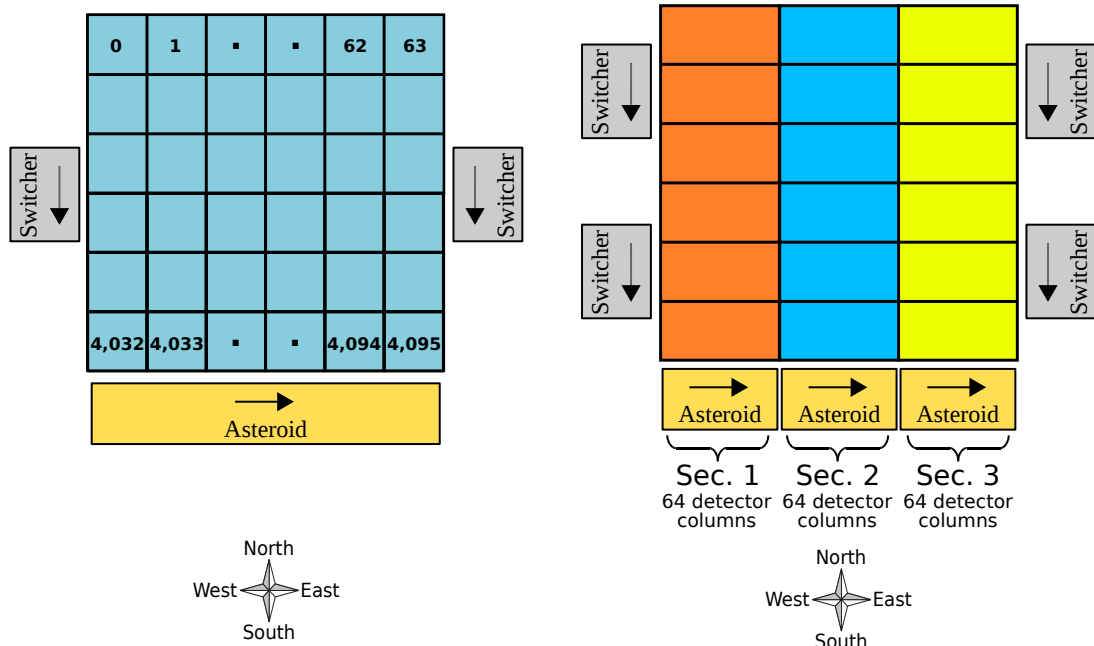 0 1 ▪ ▪ 62 63
Switcher
Switcher
4,032 4,033 ▪ ▪ 4,094 4,095
Asteroid
North
West East
South
Switcher
Switcher
Switcher
Switcher
Asteroid Asteroid Asteroid
Sec. 1 Sec. 2 Sec. 3
64 detector 64 detector 64 detector
columns columns columns
North
West East
South